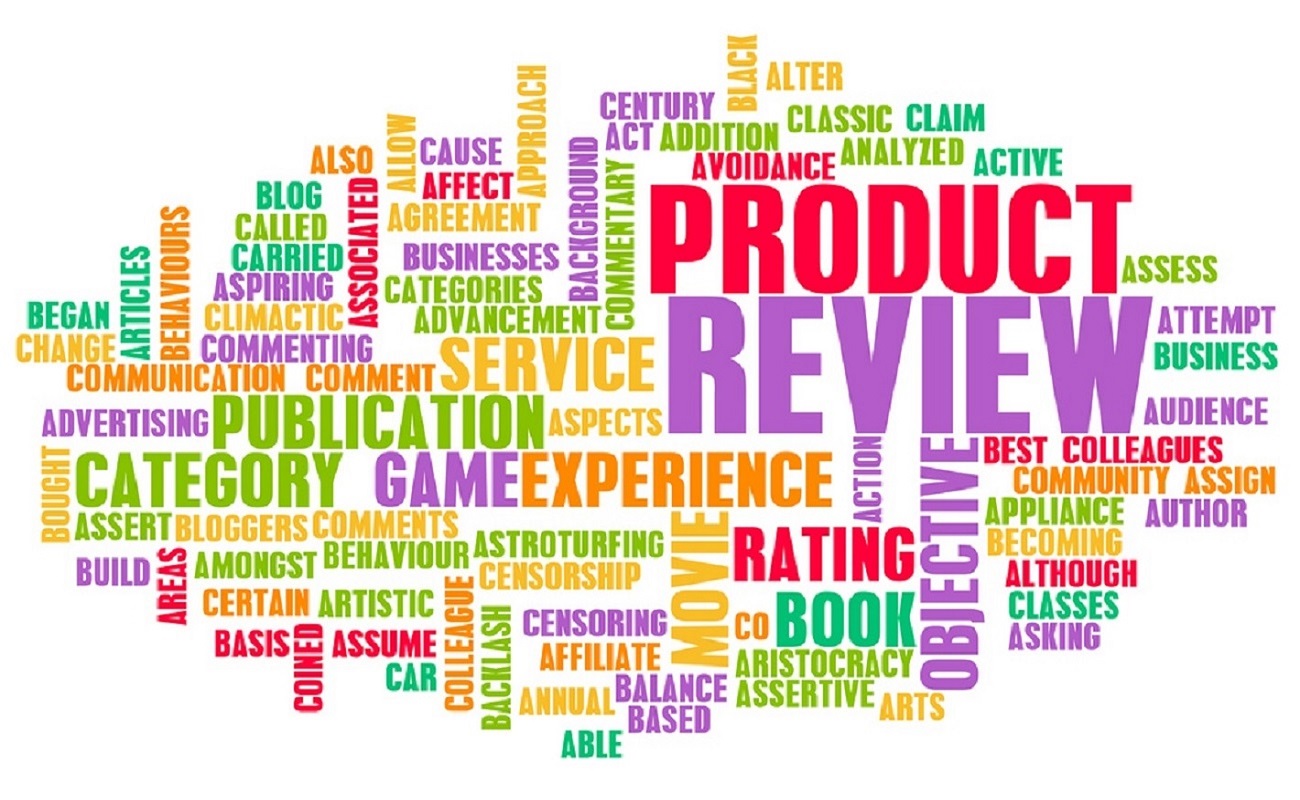 BLACK
ALTER
APPROACH
CENTURY
CLASSIC CLAIM
ACT ADDITION
ALLOW
CAUSE
ALSO
ANALYZED
ACTIVE
AVOIDANCE
BACKGROUND
COMMENTARY
AFFECT
BLOG
ASSOCIATED
AGREEMENT
CALLED
PRODUCT
BEHAVIOURS
ARTICLES
CARRIED
BUSINESSES
ASSESS
ASPIRING
CATEGORIES
BEGAN
CLIMACTIC
ADVANCEMENT
REVIEW
ATTEMPT
CHANGE
COMMENTING
BUSINESS
COMMUNICATION
COMMENT
SERVICE
ADVERTISING
PUBLICATION
ASPECTS
AUDIENCE
BEST COLLEAGUES
BOUGHT
CATEGORY
GAME
EXPERIENCE
ACTION
OBJECTIVE
COMMUNITY ASSIGN
APPLIANCE
AUTHOR
ASSERT
BLOGGERS
COMMENTS
BECOMING
MOVIE
RATING
BUILD
AREAS
AMONGST
BEHAVIOUR
ASTROTURFING
ALTHOUGH
CENSORSHIP
CERTAIN
ARTISTIC
COLLEAGUE
BACKLASH
CENSORING
CO
BOOK
CLASSES
ASKING
BASIS
COINED
ASSUME
AFFILIATE
ARISTOCRACY
CAR
ANNUAL
BALANCE
ASSERTIVE
ARTS
BASED
ABLE